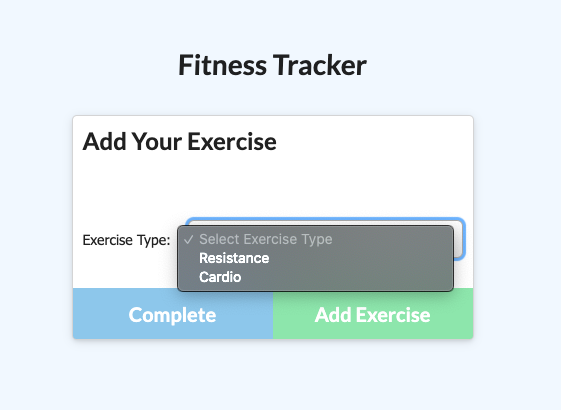 Fitness Tracker
Add Your Exercise
Exercise Type: ✓ Select Exercise Type
Resistance
Cardio
Complete Add Exercise